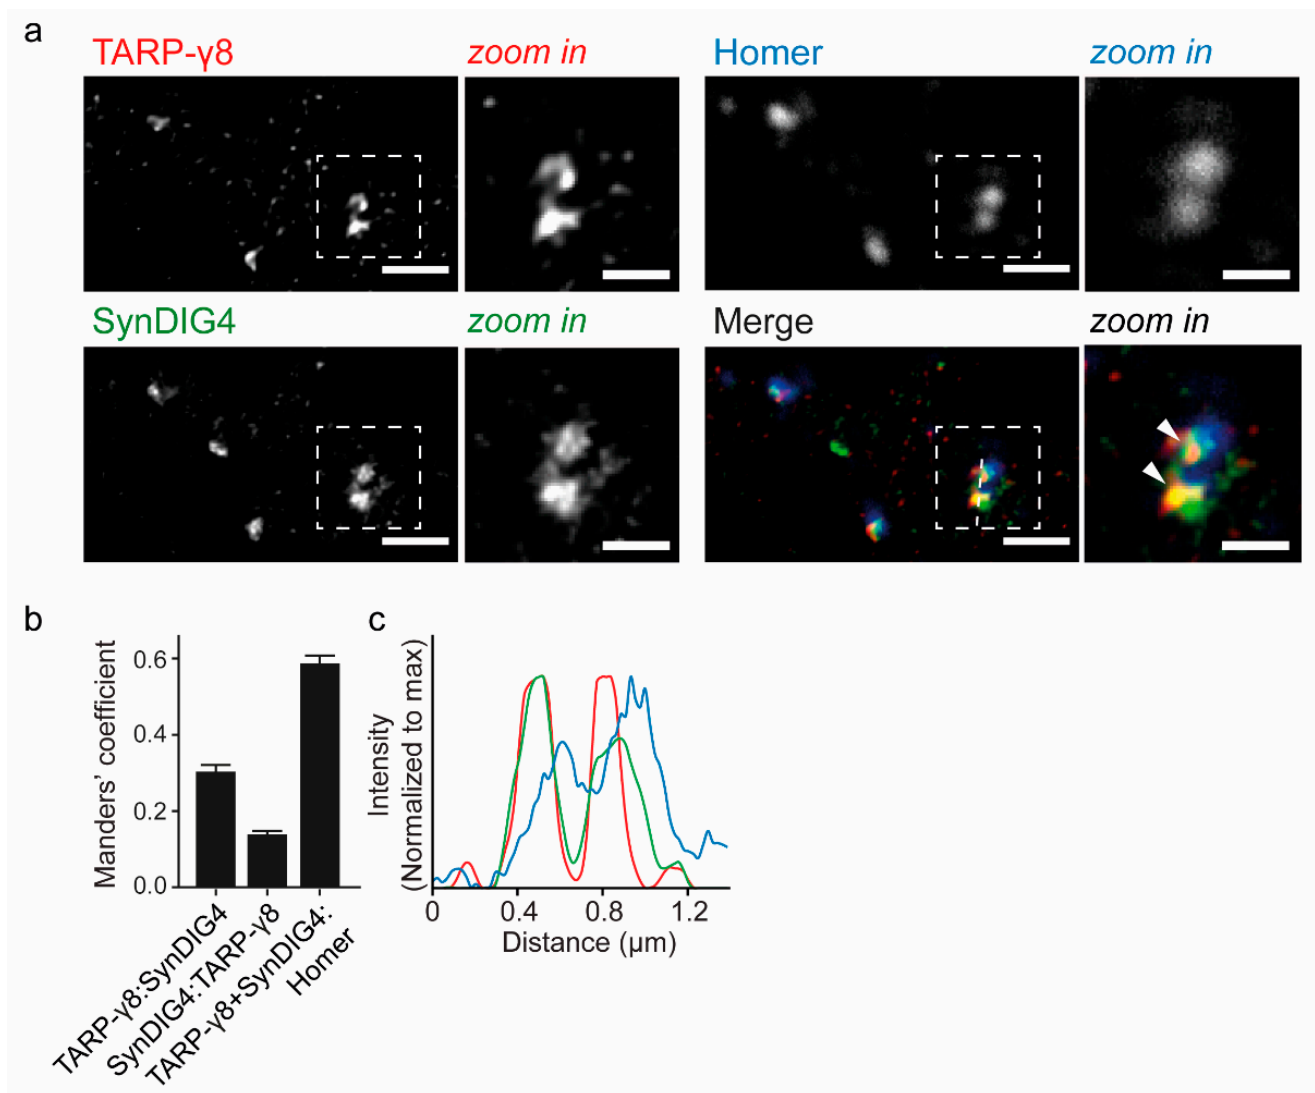 a
TARP-γ8
zoom in
Homer
zoom in
SynDIG4
zoom in
Merge
zoom in
b
Manders' coefficient
0.6
0.4
0.2
0.0
TARP-γ8:SynDIG4
SynDIG4:TARP-γ8
TARP-γ8+SynDIG4:
Homer
c
Intensity
(Normalized to max)
0
0.4
0.8
1.2
Distance (μm)